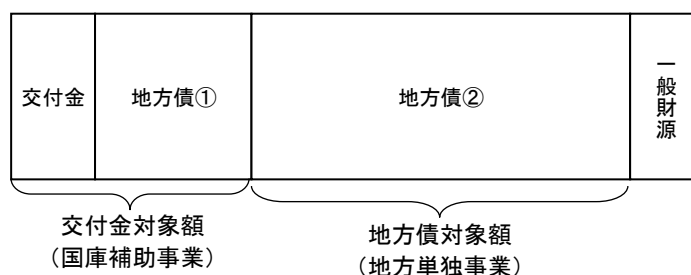 交付金
地方債①
地方債②
一般財源
交付金対象額
（国庫補助事業）
地方債対象額
（地方単独事業）